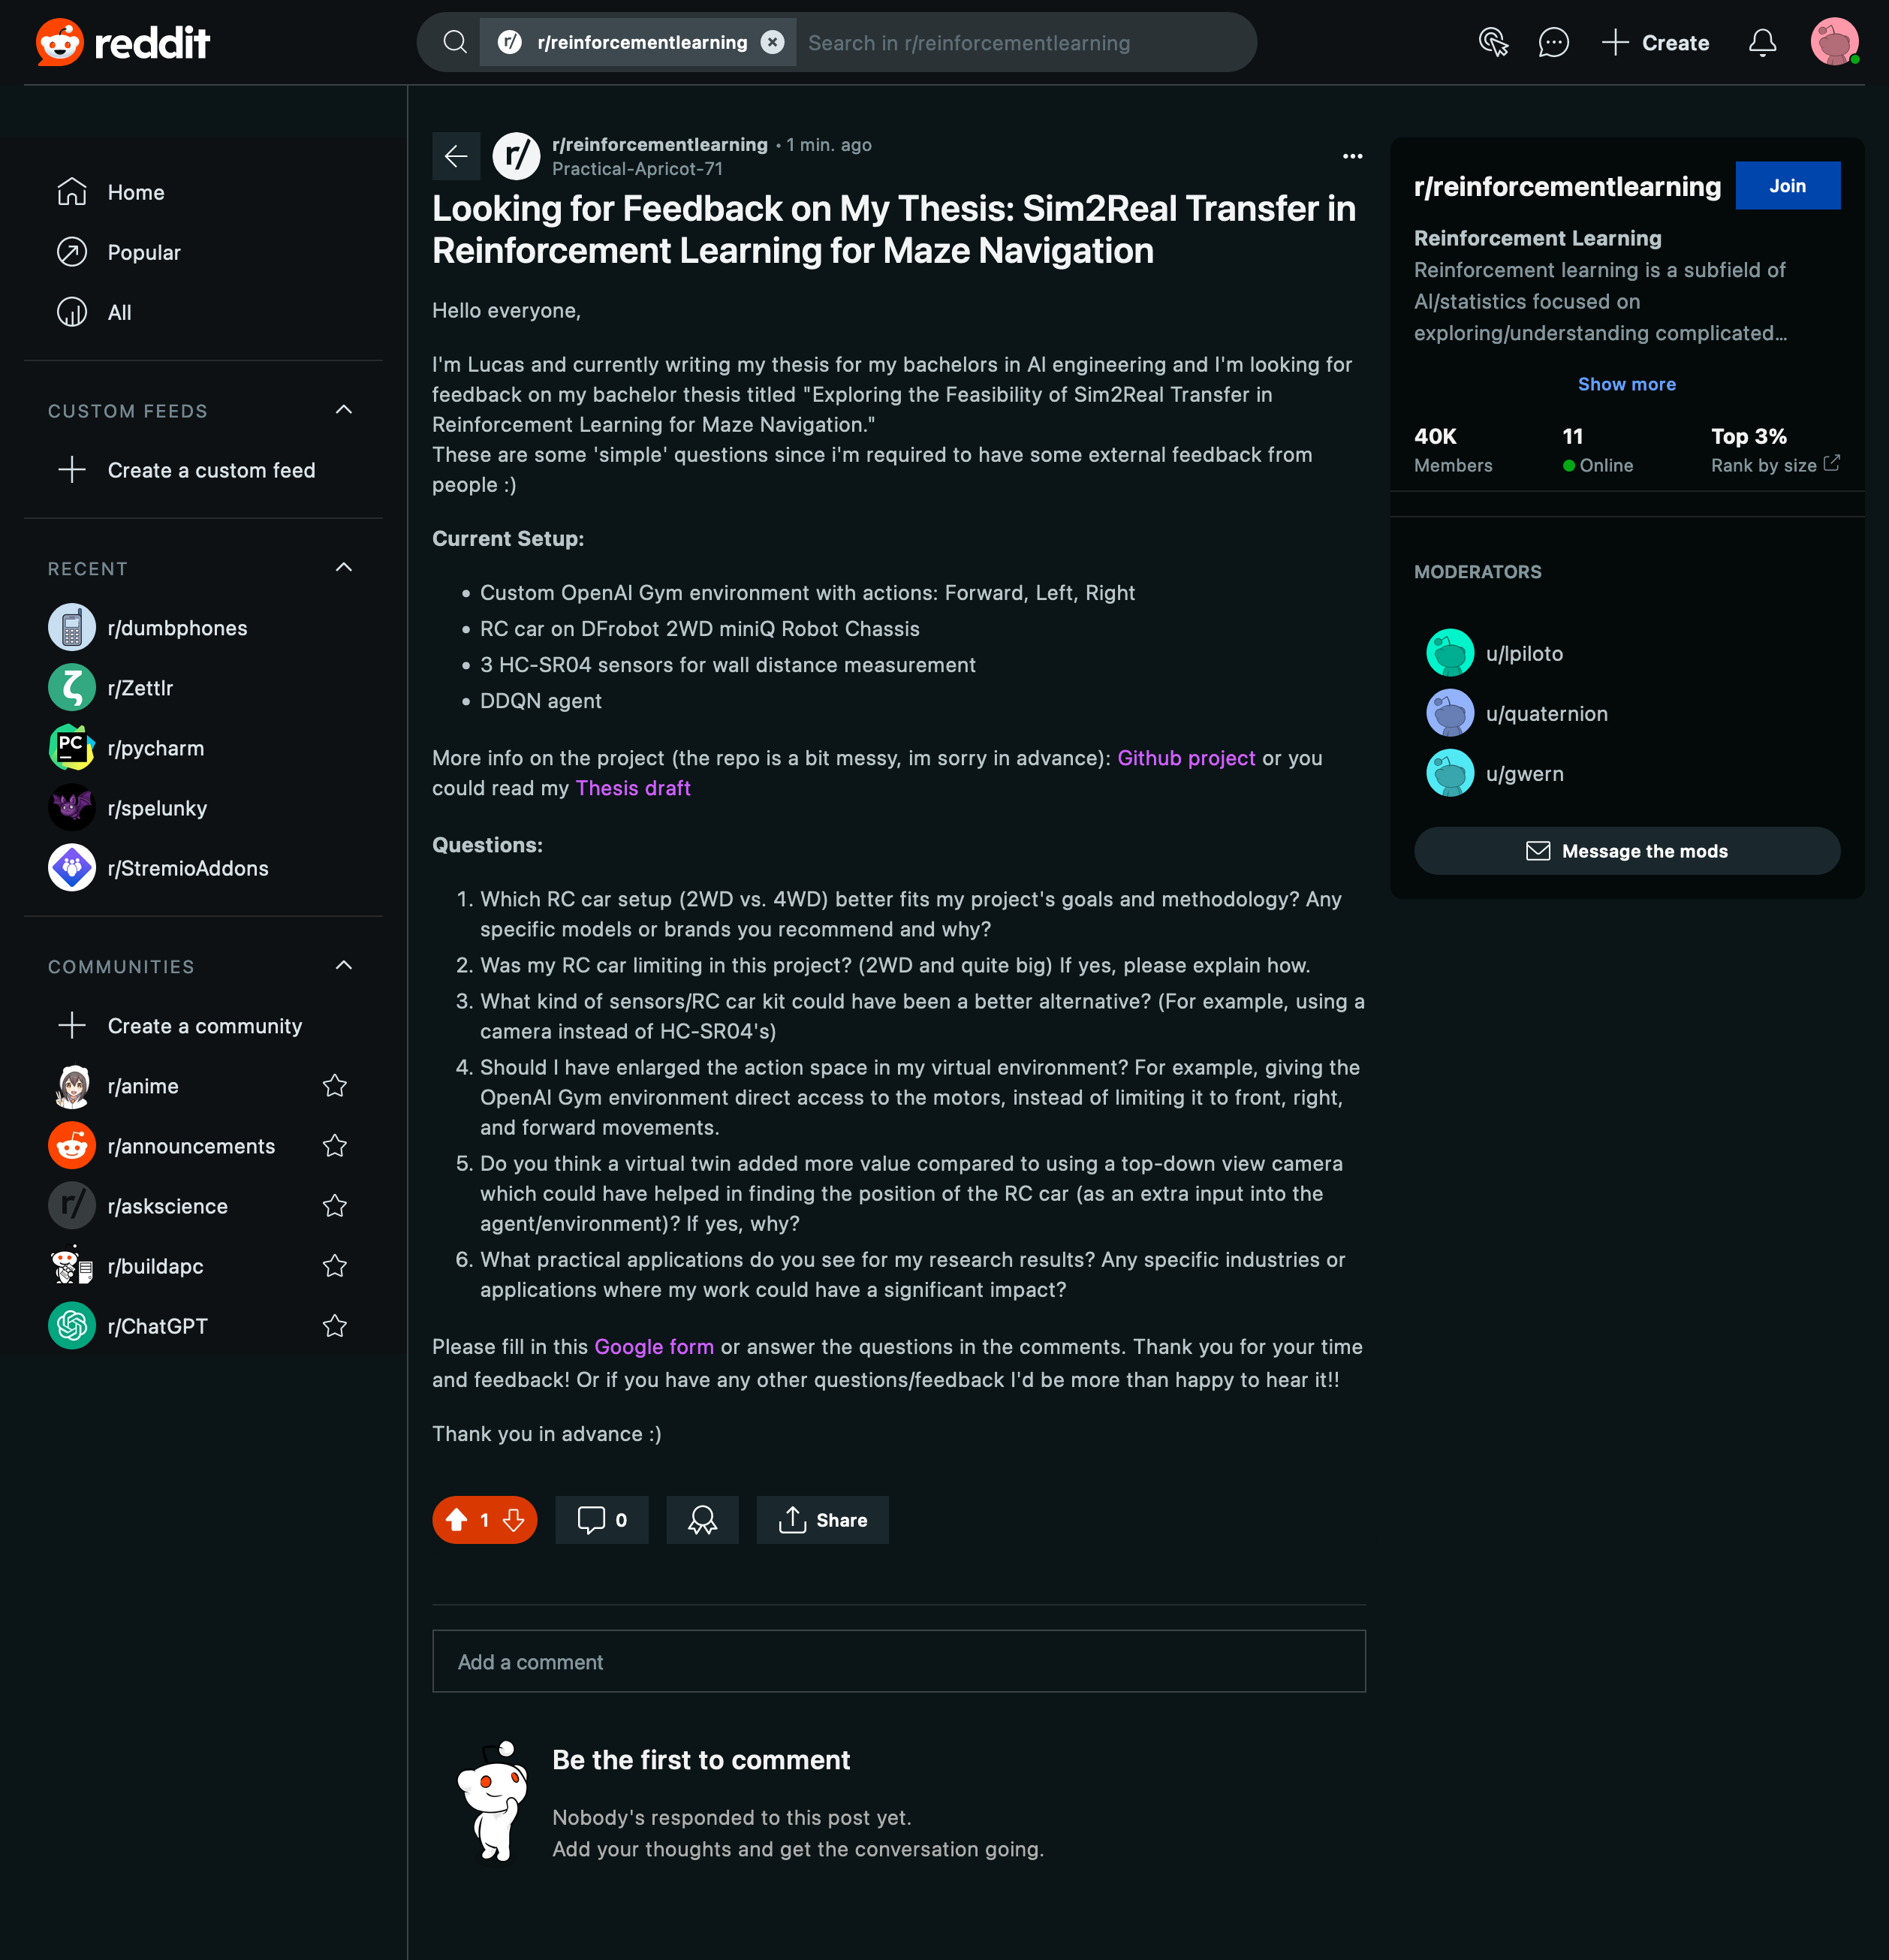 reddit
r/ r/reinforcementlearning Search in r/reinforcementlearning
Create
Home
Popular
All
CUSTOM FEEDS
Create a custom feed
RECENT
r/dumbphones
r/Zettlr
PC r/pycharm
r/spelunky
r/StremioAddons
COMMUNITIES
Create a community
r/anime
r/announcements
r/ r/askscience
r/buildapc
r/ChatGPT
r/ r/reinforcementlearning • 1 min. ago
Practical-Apricot-71
Looking for Feedback on My Thesis: Sim2Real Transfer in
Reinforcement Learning for Maze Navigation
Hello everyone,
I'm Lucas and currently writing my thesis for my bachelors in AI engineering and I'm looking for
feedback on my bachelor thesis titled "Exploring the Feasibility of Sim2Real Transfer in
Reinforcement Learning for Maze Navigation."
These are some 'simple' questions since i'm required to have some external feedback from
people :)
Current Setup:
• Custom OpenAI Gym environment with actions: Forward, Left, Right
• RC car on DFrobot 2WD miniQ Robot Chassis
• 3 HC-SR04 sensors for wall distance measurement
• DDQN agent
More info on the project (the repo is a bit messy, im sorry in advance): Github project or you
could read my Thesis draft
Questions:
1. Which RC car setup (2WD vs. 4WD) better fits my project's goals and methodology? Any
specific models or brands you recommend and why?
2. Was my RC car limiting in this project? (2WD and quite big) If yes, please explain how.
3. What kind of sensors/RC car kit could have been a better alternative? (For example, using a
camera instead of HC-SR04's)
4. Should I have enlarged the action space in my virtual environment? For example, giving the
OpenAI Gym environment direct access to the motors, instead of limiting it to front, right,
and forward movements.
5. Do you think a virtual twin added more value compared to using a top-down view camera
which could have helped in finding the position of the RC car (as an extra input into the
agent/environment)? If yes, why?
6. What practical applications do you see for my research results? Any specific industries or
applications where my work could have a significant impact?
Please fill in this Google form or answer the questions in the comments. Thank you for your time
and feedback! Or if you have any other questions/feedback I'd be more than happy to hear it!!
Thank you in advance :)
1
0
Share
Add a comment
Be the first to comment
Nobody's responded to this post yet.
Add your thoughts and get the conversation going.
r/reinforcementlearning Join
Reinforcement Learning
Reinforcement learning is a subfield of
AI/statistics focused on
exploring/understanding complicated...
Show more
40K 11 Top 3%
Members Online Rank by size
MODERATORS
u/lpiloto
u/quaternion
u/gwern
Message the mods